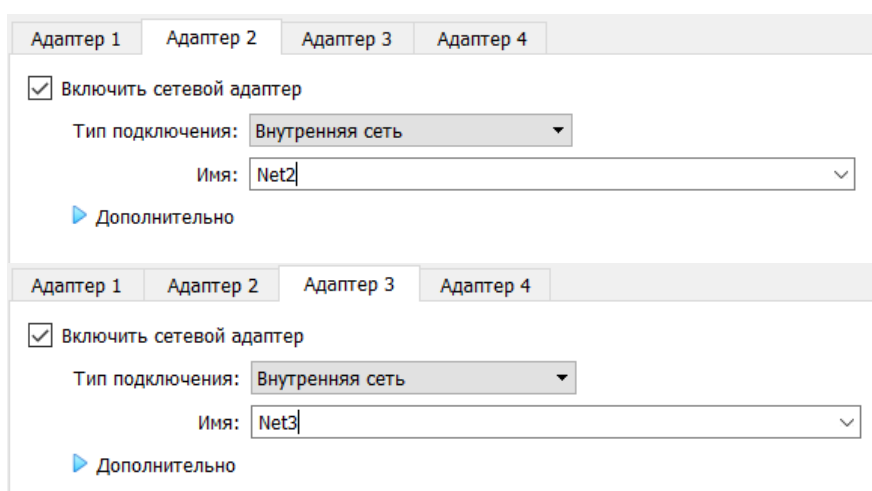 Адаптер 1 Адаптер 2 Адаптер 3 Адаптер 4
Включить сетевой адаптер
Тип подключения: Внутренняя сеть
Имя: Net2
Дополнительно
Адаптер 1 Адаптер 2 Адаптер 3 Адаптер 4
Включить сетевой адаптер
Тип подключения: Внутренняя сеть
Имя: Net3
Дополнительно